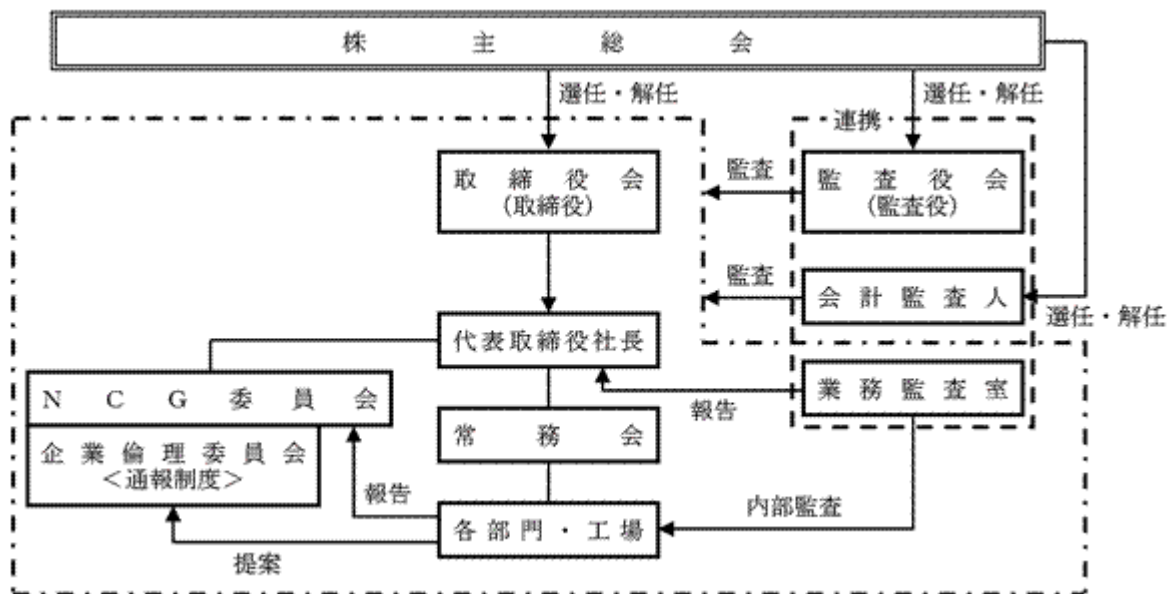 株主総会
選任・解任
選任・解任
連携
取締役会
(取締役)
監査
監査役会
(監査役)
監査
会計監査人
選任・解任
代表取締役社長
NCG委員会
報告
業務監査室
企業倫理委員会
<通報制度>
常務会
報告
各部門・工場
内部監査
提案